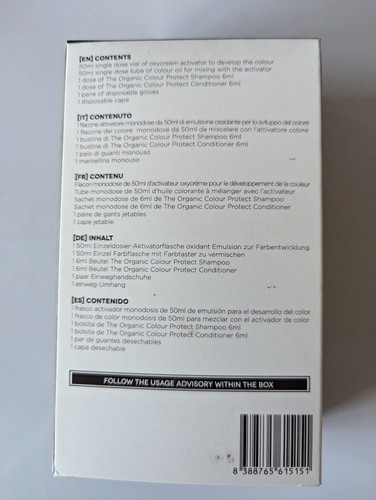 [EN] CONTENTS
50ml single dose vial of oxycream activator to develop the colour
50ml single dose tube of colour oil for mixing with the activator
1 dose of The Organic Colour Protect Shampoo 6ml
1 dose of The Organic Colour Protect Conditioner 6ml
1 paire of disposable gloves
1 disposable cape
[IT] CONTENUTO
1 flacone attivatore monodose da 50ml di emulsione ossidante per lo sviluppo del colore
1 flacone del colore monodose da 50ml da miscelare con l'attivatore colore
1 bustina di The Organic Colour Protect Shampoo 6ml
1 bustina di The Organic Colour Protect Conditioner 6ml
1 paio di guanti monouso
1 mantellina monouso
[FR] CONTENU
Flacon monodose de 50ml d'activateur oxycrème pour le développement de la couleur
Tube monodose de 50ml d'huile colorante à mélanger avec l'activateur
Sachet monodose de 6ml de The Organic Colour Protect Shampoo
Sachet monodose de 6ml de The Organic Colour Protect Conditioner
1 paire de gants jetables
1 cape jetable
[DE] INHALT
1 50ml Einzeldosier-Aktivatorflasche oxidant Emulsion zur Farbentwicklung
1 50ml Einzel Farbflasche mit Farbtaster zu vermischen
1 6ml Beutel The Organic Colour Protect Shampoo
1 6ml Beutel The Organic Colour Protect Conditioner
1 paar Einweghandschuhe
1 einweg-Umhang
[ES] CONTENIDO
1 frasco activador monodosis de 50ml de emulsión para el desarrollo del color
1 frasco de color monodosis de 50ml para mezclar con el activador de color
1 bolsita de The Organic Colour Protect Shampoo 6ml
1 bolsita de The Organic Colour Protect Conditioner 6ml
1 par de guantes desechables
1 capa desechable
FOLLOW THE USAGE ADVISORY WITHIN THE BOX
8 388765 615151